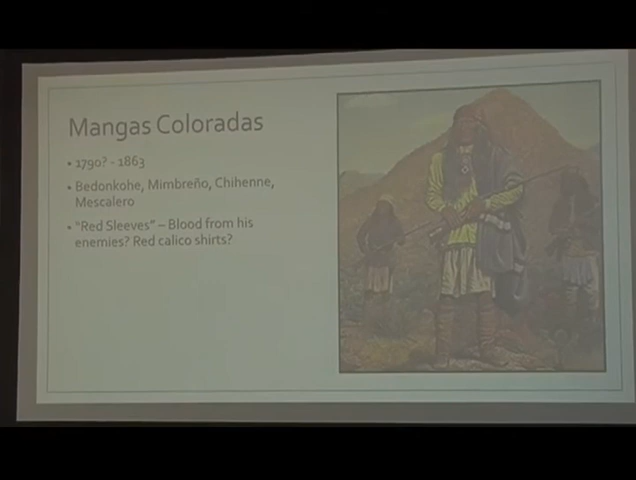 Mangas Coloradas
• 1790? - 1863
• Bedonkohe, Mimbreño, Chihenne,
Mescalero
• "Red Sleeves" – Blood from his
enemies? Red calico shirts?